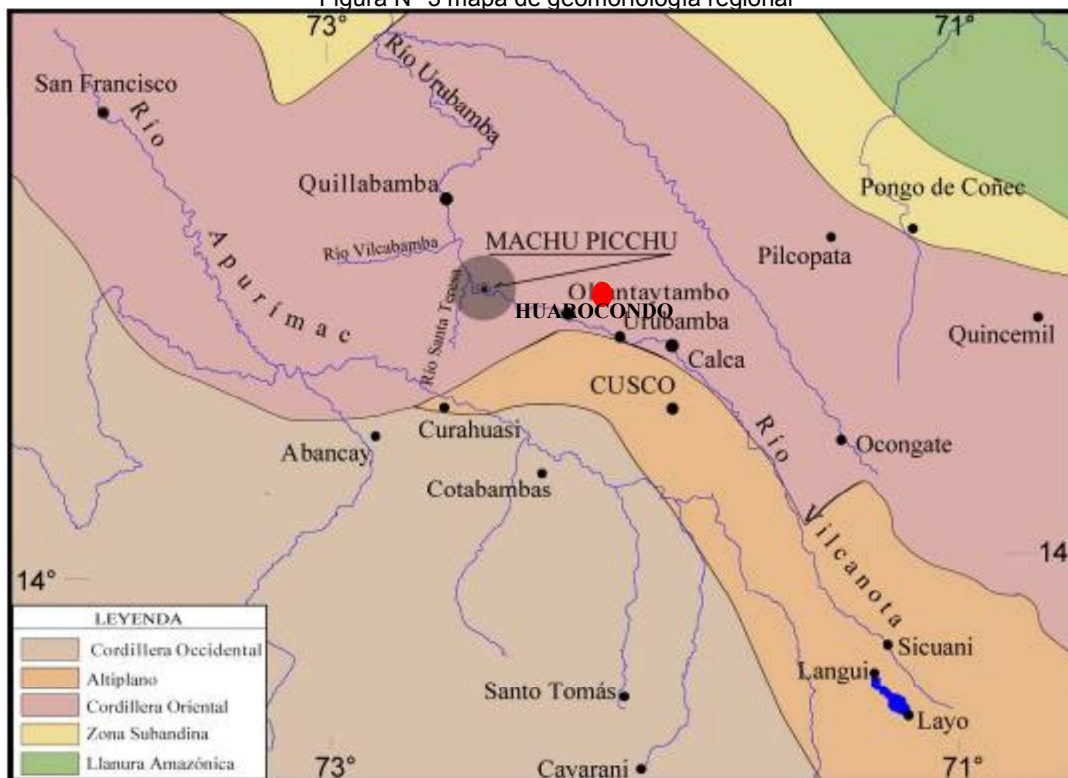 Figura N° mapa de geomorfología regional
73°
71°
San Francisco
Río Urubamba
Río Apurímac
Quillabamba
Pongo de Coñec
Río Vilcabamba
MACHU PICCHU
Pilcopata
Río Santa Teresa
Ollantaytambo
HUAROCONDO
Urubamba
Quincemil
Calca
CUSCO
Curahuasi
Abancay
Río Vilcanota
Ocongate
Cotabambas
14°
14
LEYENDA
Cordillera Occidental
Altiplano
Cordillera Oriental
Zona Subandina
Llanura Amazónica
Sicuani
Langui
Santo Tomás
Layo
73°
71°
Cavarani